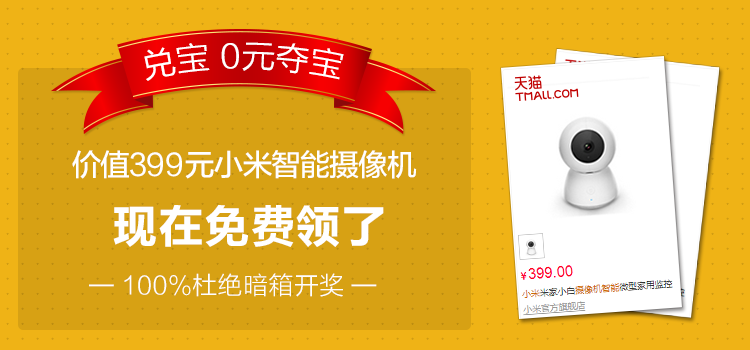 兑宝 0元夺宝
价值399元小米智能摄像机
现在免费领了
— 100%杜绝暗箱开奖 —
天猫
TMALL.COM
¥399.00
小米米家小白摄像机智能微型家用监控
小米官方旗舰店